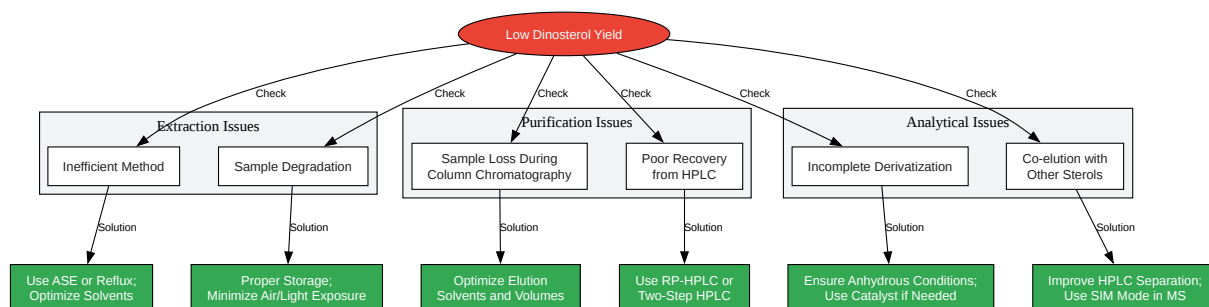 Low Dinosterol Yield
Check
Check
Check
Check
Check
Check
Extraction Issues
Purification Issues
Analytical Issues
Inefficient Method
Sample Degradation
Sample Loss During
Column Chromatography
Poor Recovery
from HPLC
Incomplete Derivatization
Co-elution with
Other Sterols
Solution
Solution
Solution
Solution
Solution
Solution
Use ASE or Reflux;
Optimize Solvents
Proper Storage;
Minimize Air/Light Exposure
Optimize Elution
Solvents and Volumes
Use RP-HPLC or
Two-Step HPLC
Ensure Anhydrous Conditions;
Use Catalyst if Needed
Improve HPLC Separation;
Use SIM Mode in MS